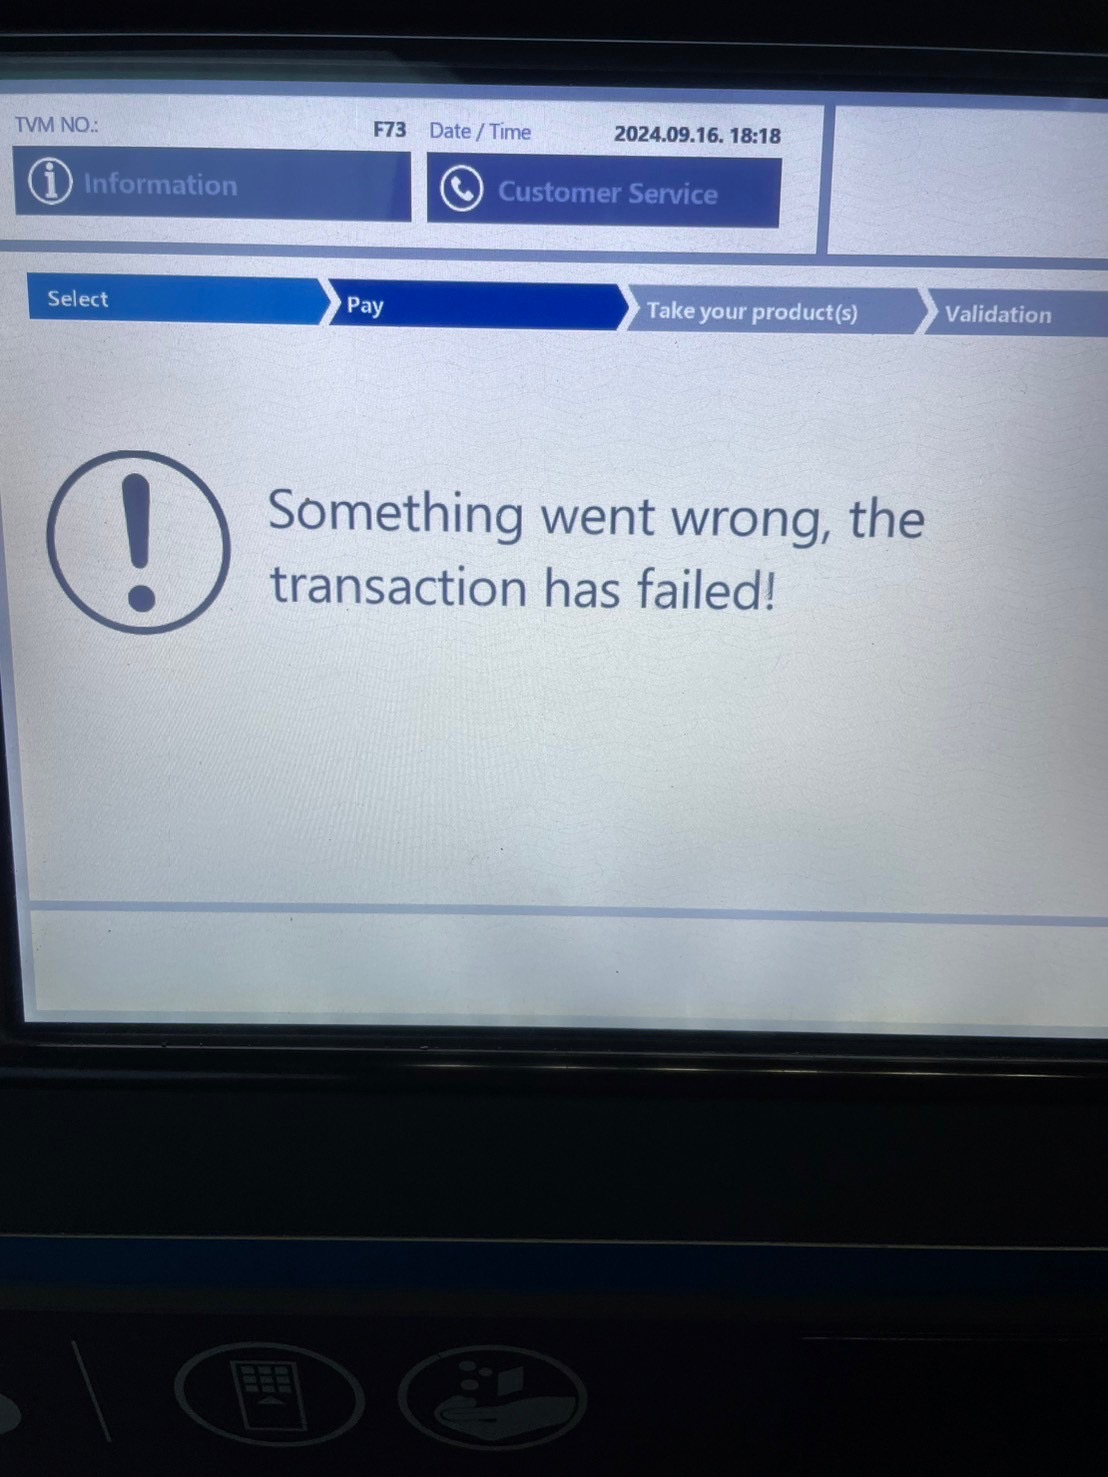 TVM NO.: F73 Date / Time 2024.09.16. 18:18
Information Customer Service
Select Pay Take your product(s) Validation
Something went wrong, the
transaction has failed!